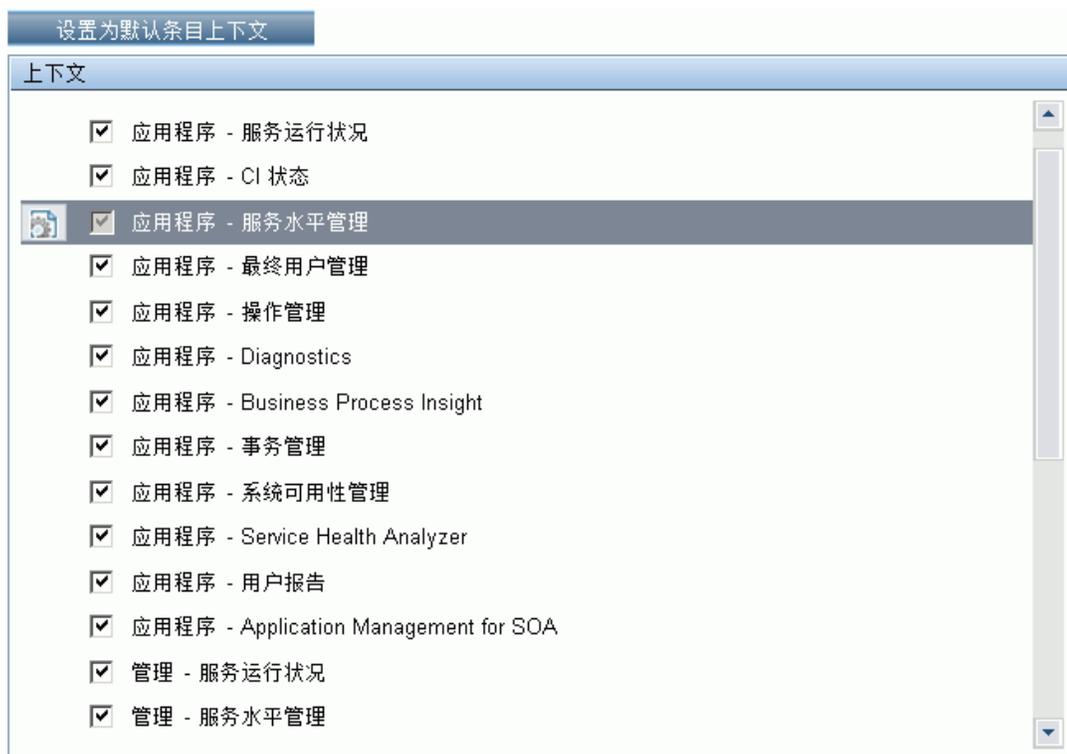 设置为默认条目上下文
上下文
应用程序 - 服务运行状况
应用程序 - CI 状态
应用程序 - 服务水平管理
应用程序 - 最终用户管理
应用程序 - 操作管理
应用程序 - Diagnostics
应用程序 - Business Process Insight
应用程序 - 事务管理
应用程序 - 系统可用性管理
应用程序 - Service Health Analyzer
应用程序 - 用户报告
应用程序 - Application Management for SOA
管理 - 服务运行状况
管理 - 服务水平管理